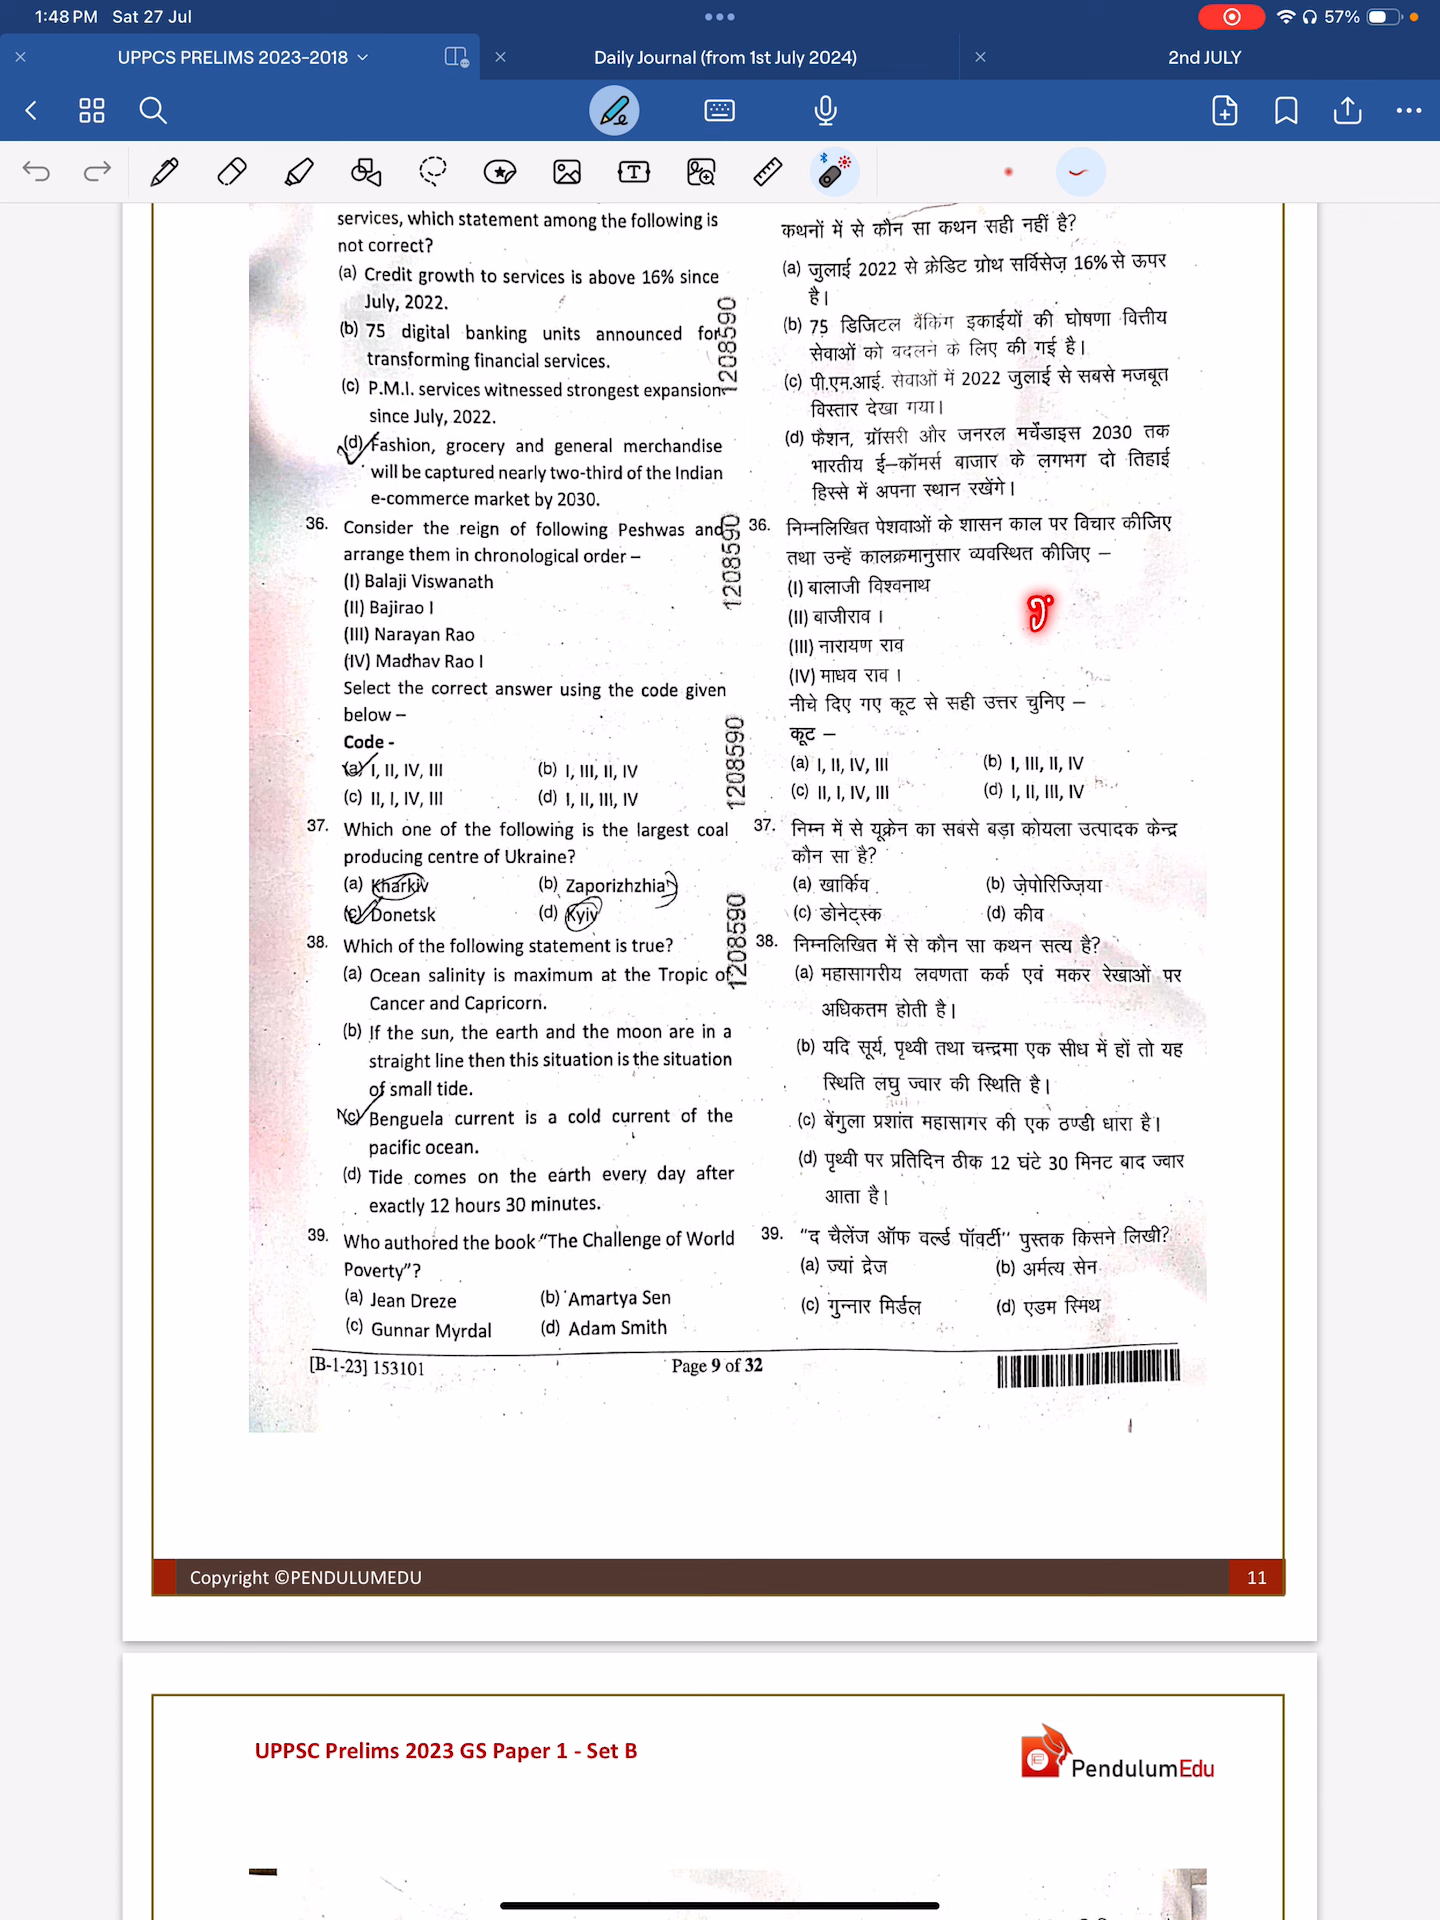 1:48 PM Sat 27 Jul
57%
UPPCS PRELIMS 2023-2018
Daily Journal (from 1st July 2024)
2nd JULY
services, which statement among the following is
not correct?
(a) Credit growth to services is above 16% since
July, 2022.
(b) 75 digital banking units announced for
transforming financial services.
(c) P.M.I. services witnessed strongest expansion
since July, 2022.
(d) Fashion, grocery and general merchandise
will be captured nearly two-third of the Indian
e-commerce market by 2030.
36. Consider the reign of following Peshwas and
arrange them in chronological order –
(I) Balaji Viswanath
(II) Bajirao I
(III) Narayan Rao
(IV) Madhav Rao I
Select the correct answer using the code given
below –
Code -
(a) I, II, IV, III (b) I, III, II, IV
(c) II, I, IV, III (d) I, II, III, IV
37. Which one of the following is the largest coal
producing centre of Ukraine?
(a) Kharkiv (b) Zaporizhzhia
(c) Donetsk (d) Kyiv
38. Which of the following statement is true?
(a) Ocean salinity is maximum at the Tropic of
Cancer and Capricorn.
(b) If the sun, the earth and the moon are in a
straight line then this situation is the situation
of small tide.
(c) Benguela current is a cold current of the
pacific ocean.
(d) Tide comes on the earth every day after
exactly 12 hours 30 minutes.
39. Who authored the book "The Challenge of World
Poverty"?
(a) Jean Dreze (b) Amartya Sen
(c) Gunnar Myrdal (d) Adam Smith
1208590
1208590
1208590
1208590
कथनों में से कौन सा कथन सही नहीं है?
(a) जुलाई 2022 से क्रेडिट ग्रोथ सर्विसेज़ 16% से ऊपर
है।
(b) 75 डिजिटल बैंकिंग इकाईयों की घोषणा वित्तीय
सेवाओं को बदलने के लिए की गई है।
(c) पी.एम.आई. सेवाओं में 2022 जुलाई से सबसे मजबूत
विस्तार देखा गया।
(d) फैशन, ग्रॉसरी और जनरल मर्चेंडाइस 2030 तक
भारतीय ई–कॉमर्स बाजार के लगभग दो तिहाई
हिस्से में अपना स्थान रखेंगे।
36. निम्नलिखित पेशवाओं के शासन काल पर विचार कीजिए
तथा उन्हें कालक्रमानुसार व्यवस्थित कीजिए –
(I) बालाजी विश्वनाथ
(II) बाजीराव I
(III) नारायण राव
(IV) माधव राव I
नीचे दिए गए कूट से सही उत्तर चुनिए –
कूट –
(a) I, II, IV, III (b) I, III, II, IV
(c) II, I, IV, III (d) I, II, III, IV
37. निम्न में से यूक्रेन का सबसे बड़ा कोयला उत्पादक केन्द्र
कौन सा है?
(a) खार्किव (b) ज़ेपोरिज्ज़िया
(c) डोनेट्स्क (d) कीव
38. निम्नलिखित में से कौन सा कथन सत्य है?
(a) महासागरीय लवणता कर्क एवं मकर रेखाओं पर
अधिकतम होती है।
(b) यदि सूर्य, पृथ्वी तथा चन्द्रमा एक सीध में हों तो यह
स्थिति लघु ज्वार की स्थिति है।
(c) बेंगुला प्रशांत महासागर की एक ठण्डी धारा है।
(d) पृथ्वी पर प्रतिदिन ठीक 12 घंटे 30 मिनट बाद ज्वार
आता है।
39. "द चैलेंज ऑफ वर्ल्ड पॉवर्टी" पुस्तक किसने लिखी?
(a) ज्यां द्रेज (b) अर्मत्य सेन
(c) गुन्नार मिर्डल (d) एडम स्मिथ
[B-1-23] 153101 Page 9 of 32
Copyright ©PENDULUMEDU 11
UPPSC Prelims 2023 GS Paper 1 - Set B
PendulumEdu